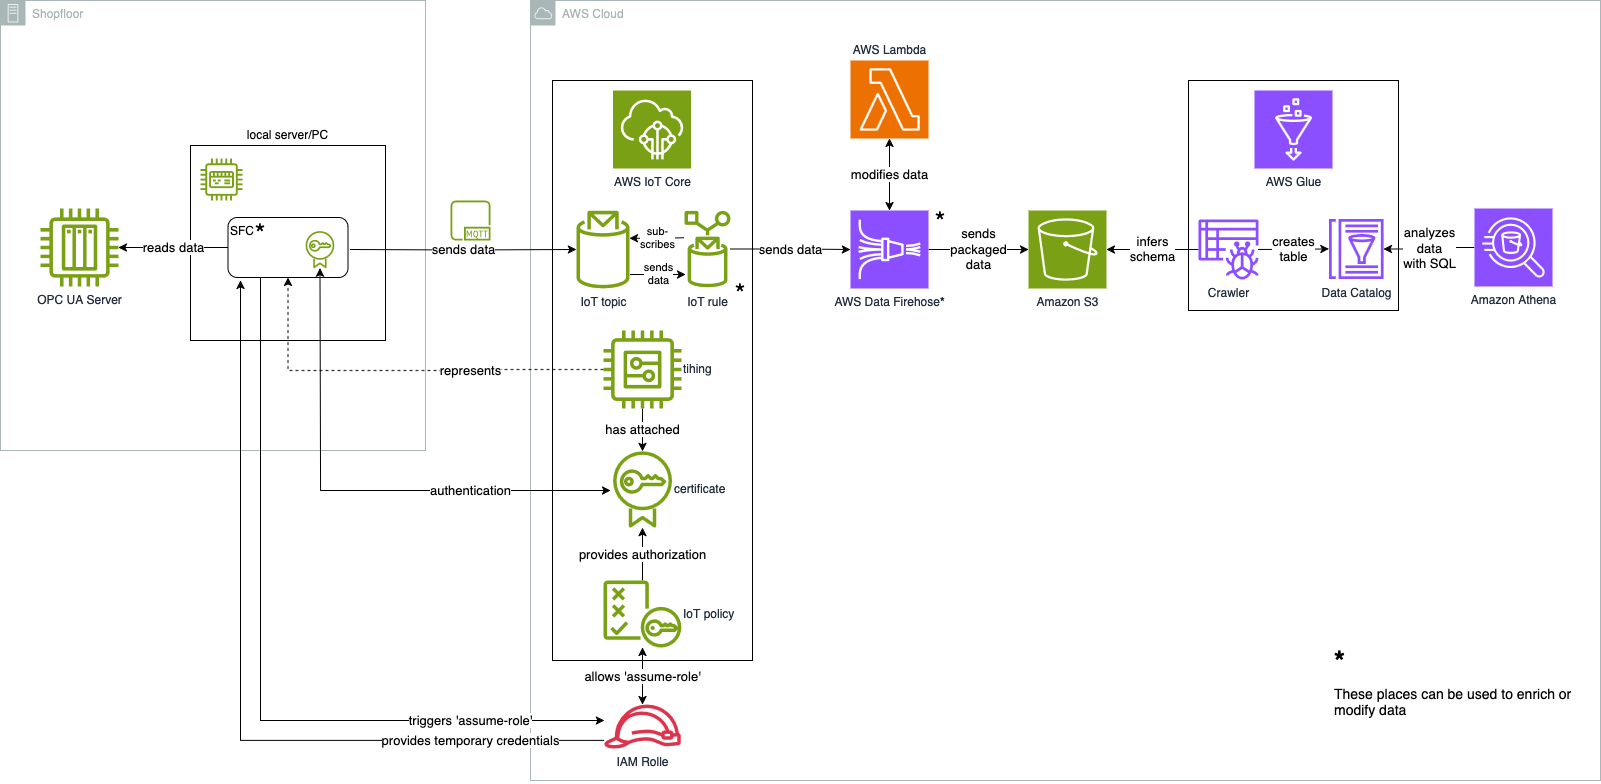 Shopfloor
AWS Cloud
AWS Lambda
local server/PC
AWS IoT Core
modifies data
AWS Glue
SFC*
MQTT
reads data
sends data
sub-
scribes
sends
data
sends data
*
sends
packaged
data
infers
schema
creates
table
analyzes
data
with SQL
OPC UA Server
IoT topic
IoT rule
*
AWS Data Firehose*
Amazon S3
Crawler
Data Catalog
Amazon Athena
represents
tihing
has attached
authentication
certificate
provides authorization
IoT policy
allows 'assume-role'
triggers 'assume-role'
provides temporary credentials
IAM Rolle
*
These places can be used to enrich or
modify data